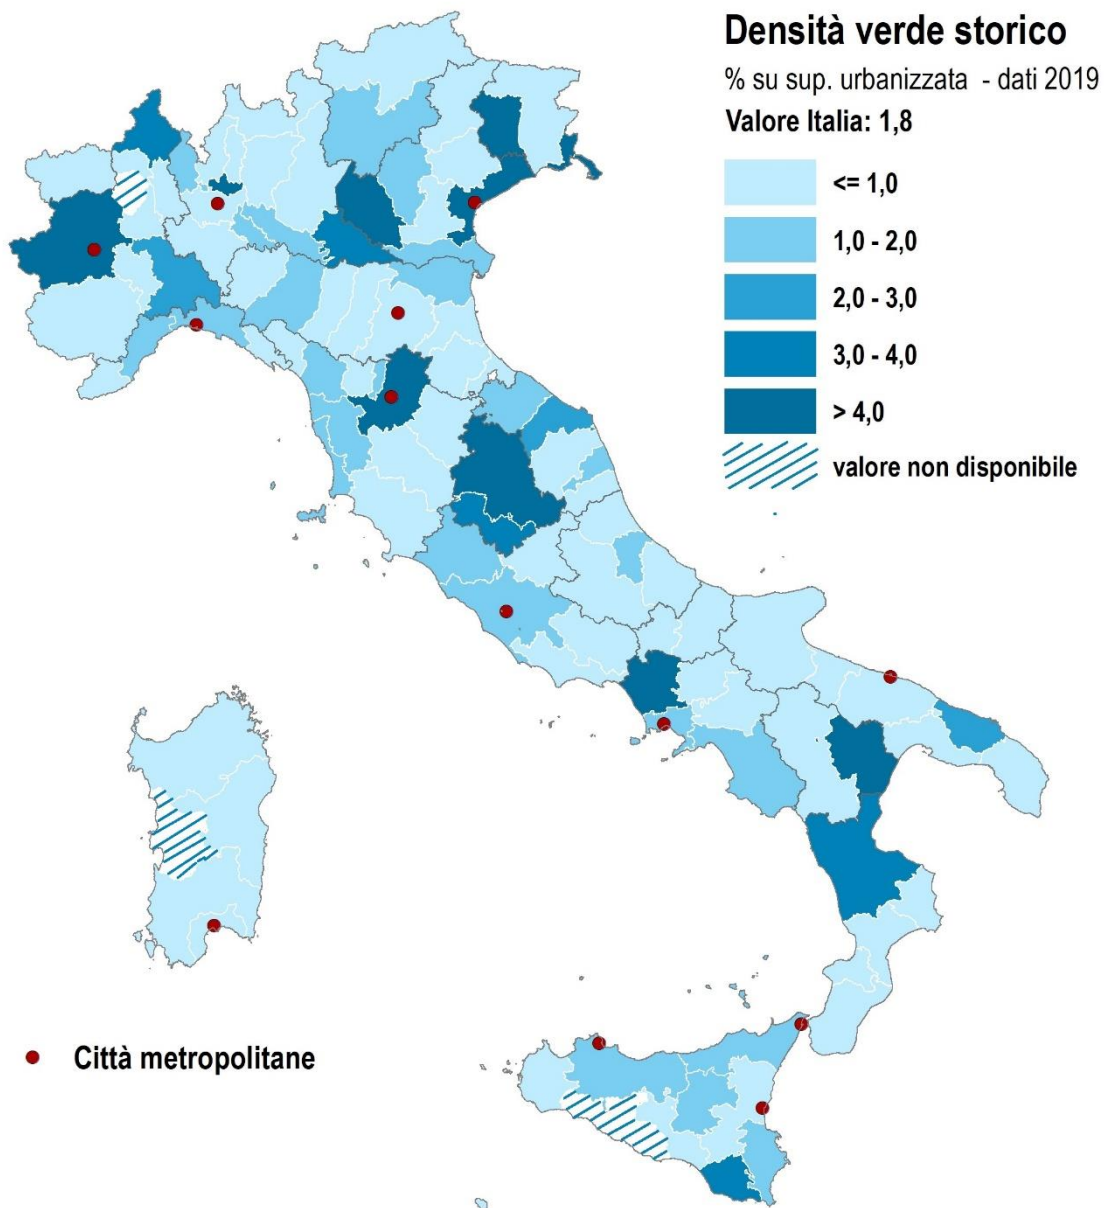 Densità verde storico
% su sup. urbanizzata - dati 2019
Valore Italia: 1,8
<= 1,0
1,0 - 2,0
2,0 - 3,0
3,0 - 4,0
> 4,0
valore non disponibile
Città metropolitane